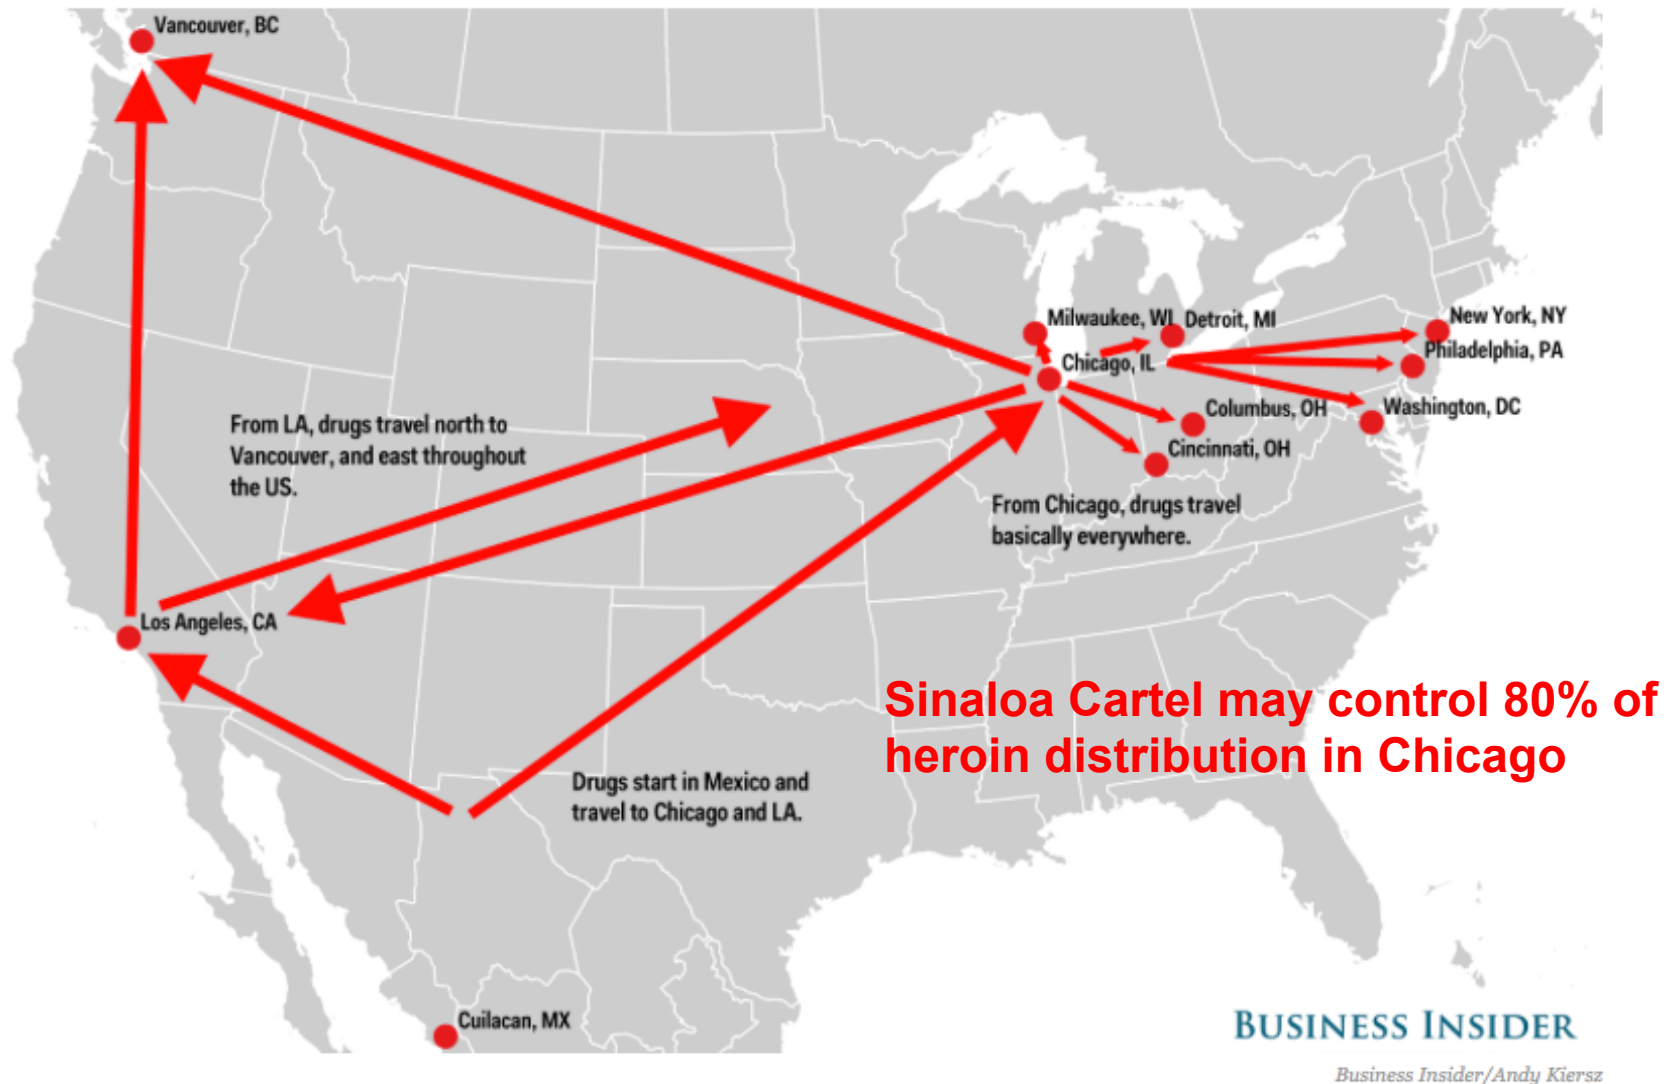 Vancouver, BC
Milwaukee, WI
Detroit, MI
New York, NY
Chicago, IL
Philadelphia, PA
From LA, drugs travel north to
Vancouver, and east throughout
the US.
Columbus, OH
Washington, DC
Cincinnati, OH
From Chicago, drugs travel
basically everywhere.
Los Angeles, CA
Sinaloa Cartel may control 80% of
heroin distribution in Chicago
Drugs start in Mexico and
travel to Chicago and LA.
Cuilacan, MX
BUSINESS INSIDER
Business Insider/Andy Kiersz